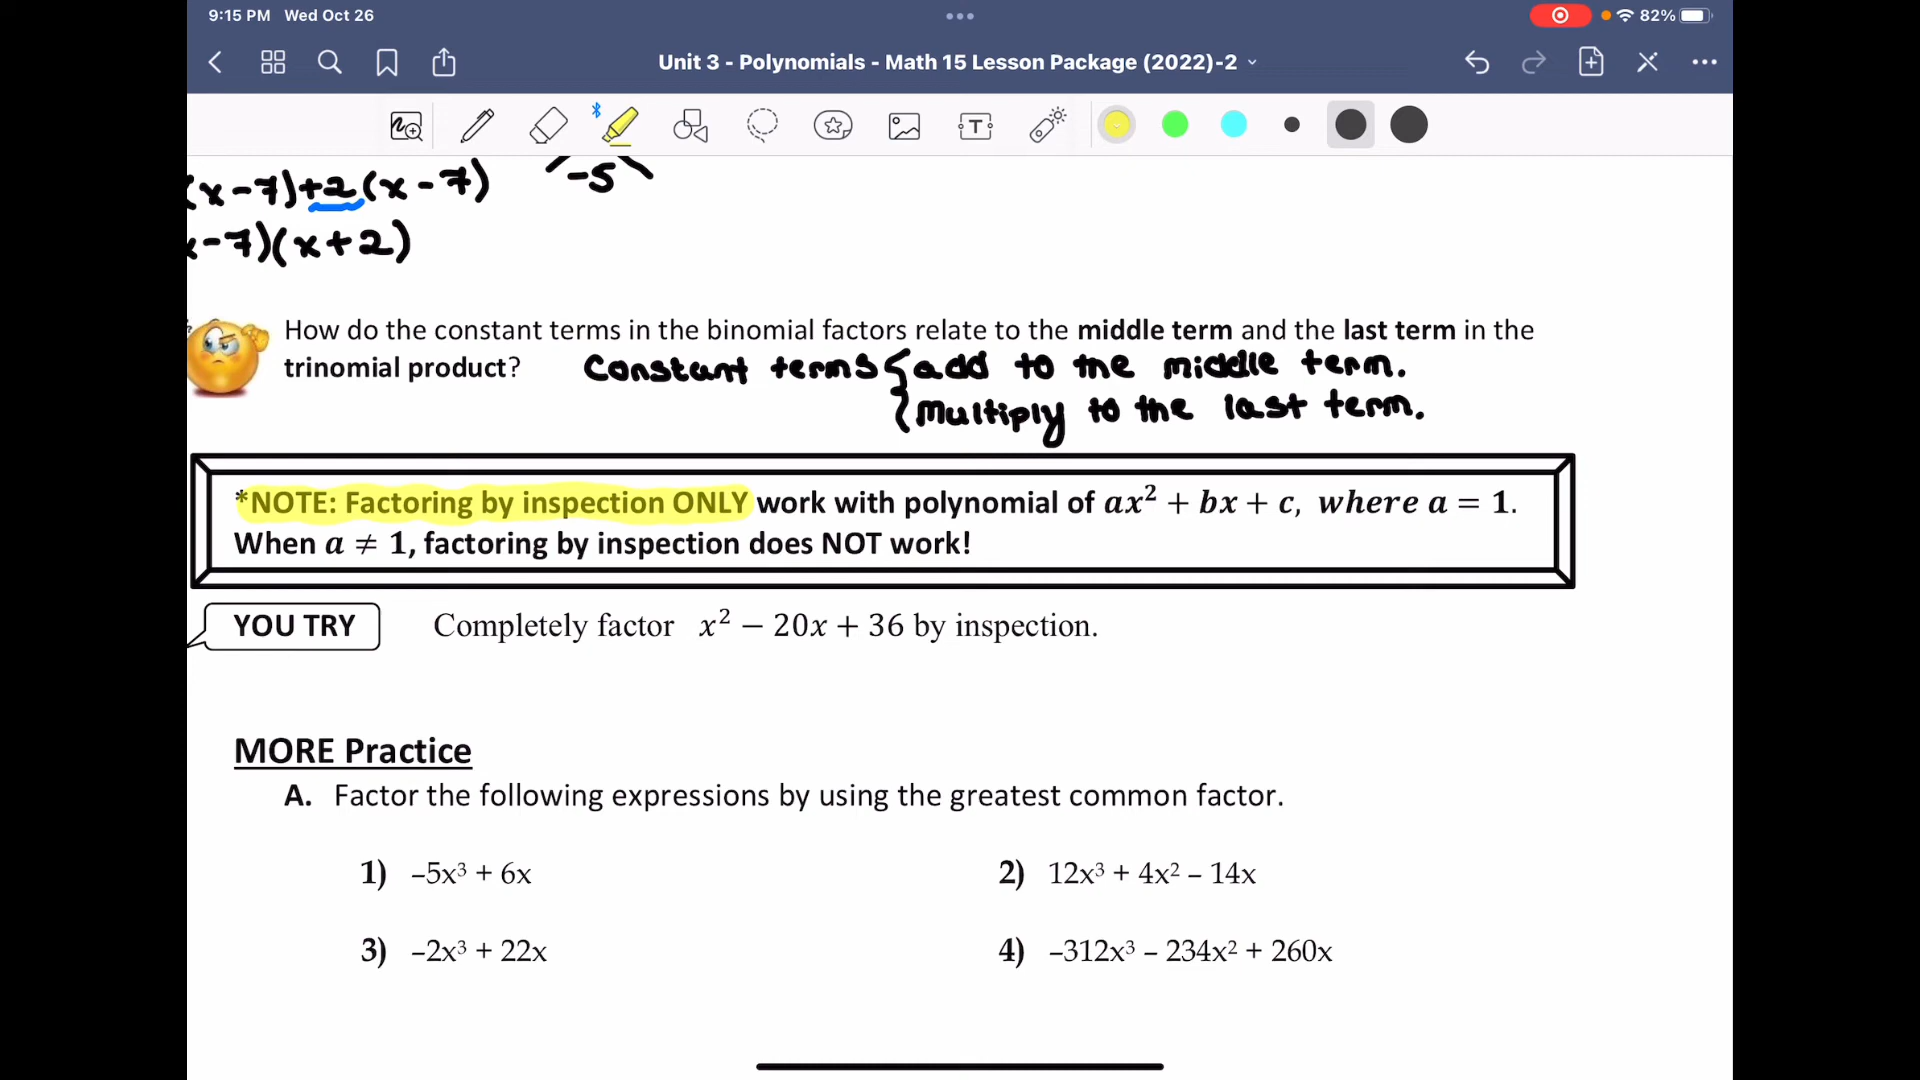 9:15 PM Wed Oct 26
82%
Unit 3 - Polynomials - Math 15 Lesson Package (2022)-2
(x-7)+2(x-7)
-5
-7)(x+2)
How do the constant terms in the binomial factors relate to the middle term and the last term in the
trinomial product? Constant terms { add to the middle term.
Multiply to the last term.
*NOTE: Factoring by inspection ONLY work with polynomial of ax² + bx + c, where a = 1.
When a ≠ 1, factoring by inspection does NOT work!
YOU TRY Completely factor x² − 20x + 36 by inspection.
MORE Practice
A. Factor the following expressions by using the greatest common factor.
1) –5x³ + 6x 2) 12x³ + 4x² – 14x
3) –2x³ + 22x 4) –312x³ – 234x² + 260x